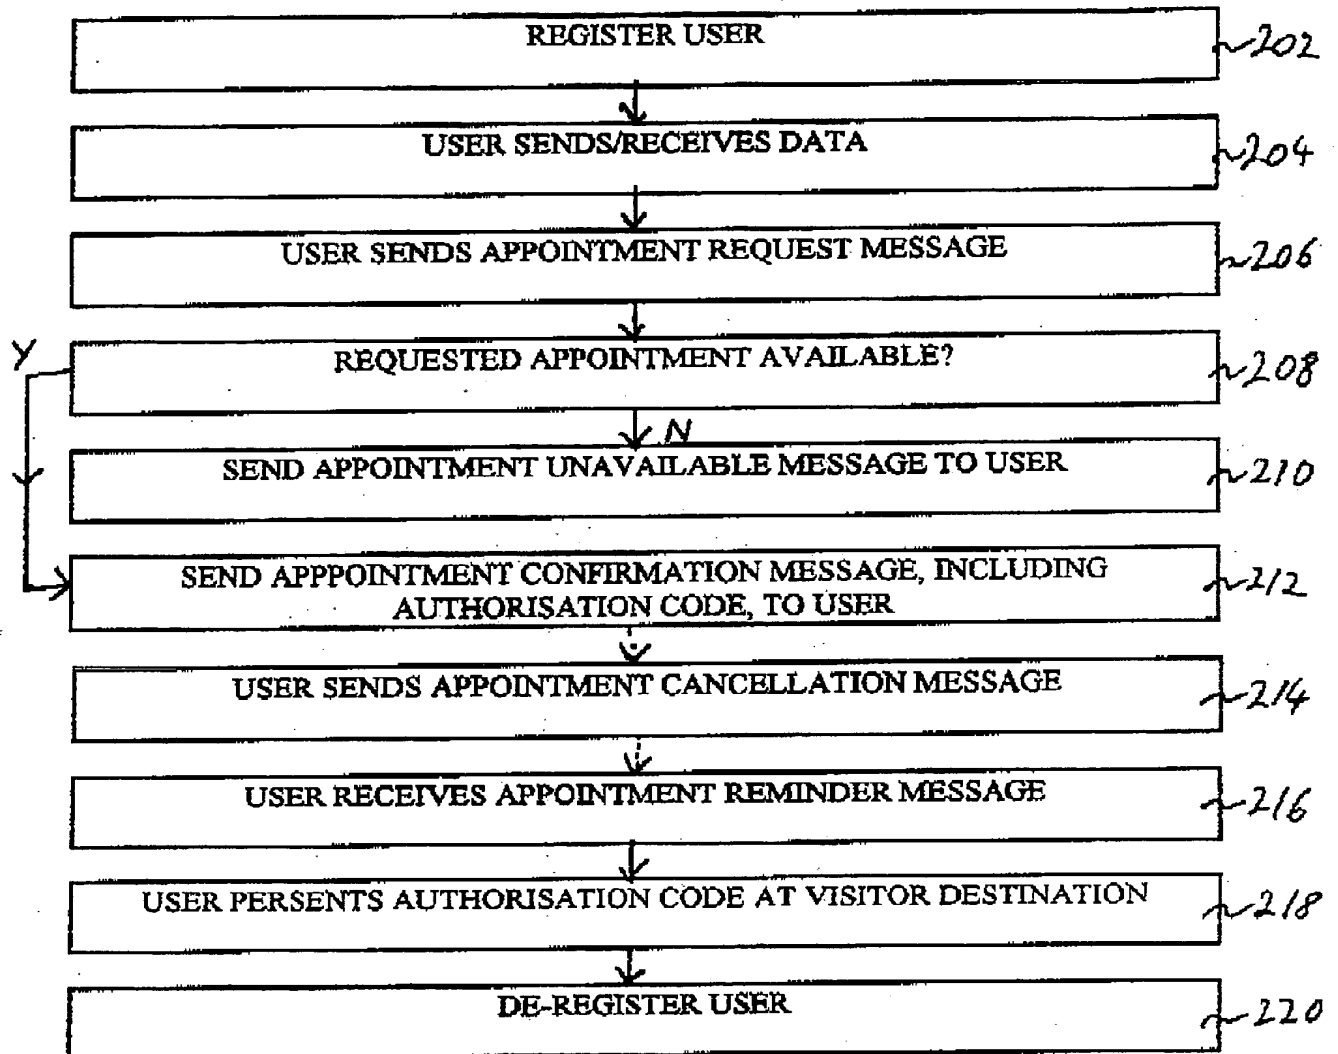 REGISTER USER
202
USER SENDS/RECEIVES DATA
204
USER SENDS APPOINTMENT REQUEST MESSAGE
206
Y
REQUESTED APPOINTMENT AVAILABLE?
208
N
SEND APPOINTMENT UNAVAILABLE MESSAGE TO USER
210
SEND APPPOINTMENT CONFIRMATION MESSAGE, INCLUDING
AUTHORISATION CODE, TO USER
212
USER SENDS APPOINTMENT CANCELLATION MESSAGE
214
USER RECEIVES APPOINTMENT REMINDER MESSAGE
216
USER PERSENTS AUTHORISATION CODE AT VISITOR DESTINATION
218
DE-REGISTER USER
220